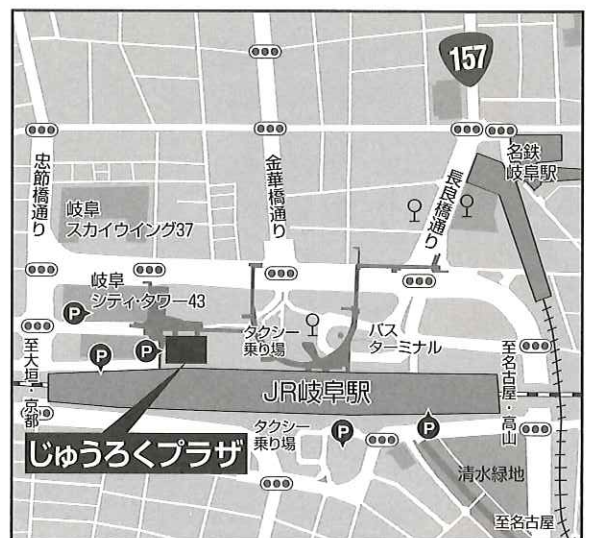 157
名鉄
岐阜駅
忠節橋通り
金華橋通り
長良橋通り
岐阜
スカイウイング37
岐阜
シティ・タワー43
P
P
P
タクシー
乗り場
バス
ターミナル
至大垣・京都
至名古屋・高山
JR岐阜駅
じゅうろくプラザ
タクシー
乗り場
P
P
清水緑地
至名古屋